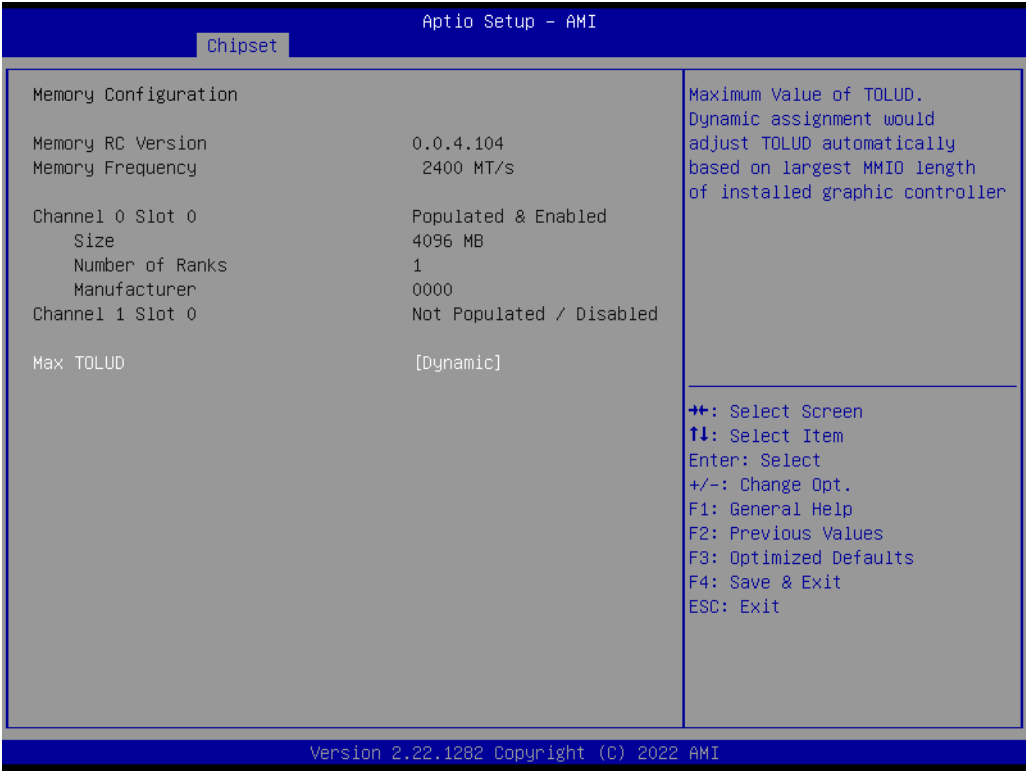 Aptio Setup – AMI
Chipset
Memory Configuration
Memory RC Version 0.0.4.104
Memory Frequency 2400 MT/s
Channel 0 Slot 0 Populated & Enabled
Size 4096 MB
Number of Ranks 1
Manufacturer 0000
Channel 1 Slot 0 Not Populated / Disabled
Max TOLUD [Dynamic]
Maximum Value of TOLUD.
Dynamic assignment would
adjust TOLUD automatically
based on largest MMIO length
of installed graphic controller
→←: Select Screen
↑↓: Select Item
Enter: Select
+/-: Change Opt.
F1: General Help
F2: Previous Values
F3: Optimized Defaults
F4: Save & Exit
ESC: Exit
Version 2.22.1282 Copyright (C) 2022 AMI